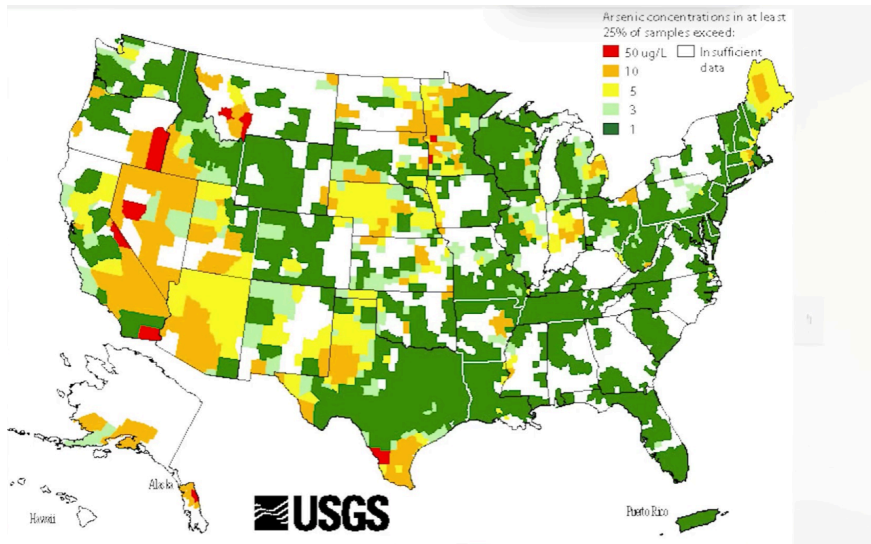 Arsenic concentrations in at least
25% of samples exceed:
50 ug/L
Insufficient
data
10
5
3
1
Alaska
Hawaii
USGS
Puerto Rico